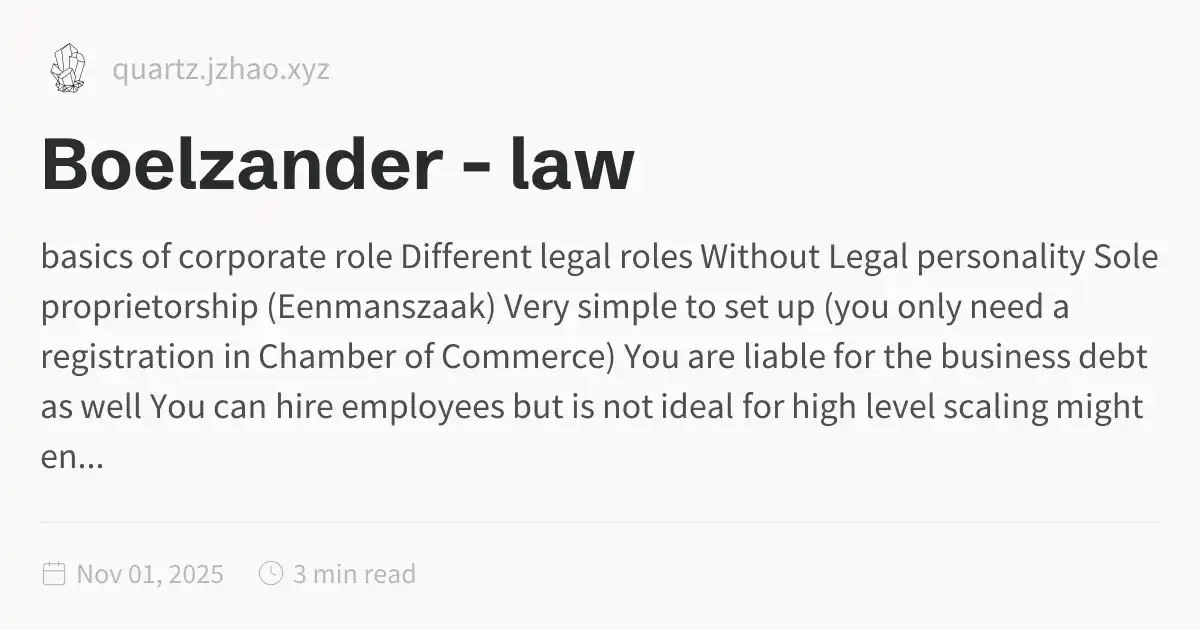 quartz.jzhao.xyz
Boelzander - law
basics of corporate role Different legal roles Without Legal personality Sole
proprietorship (Eenmanszaak) Very simple to set up (you only need a
registration in Chamber of Commerce) You are liable for the business debt
as well You can hire employees but is not ideal for high level scaling might
en...
Nov 01, 2025 3 min read